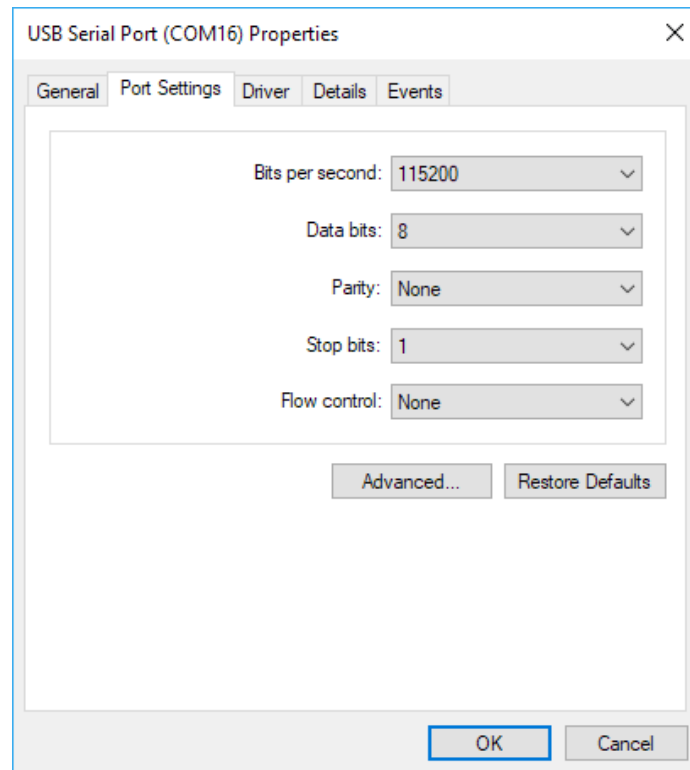 USB Serial Port (COM16) Properties
General Port Settings Driver Details Events
Bits per second: 115200
Data bits: 8
Parity: None
Stop bits: 1
Flow control: None
Advanced... Restore Defaults
OK Cancel